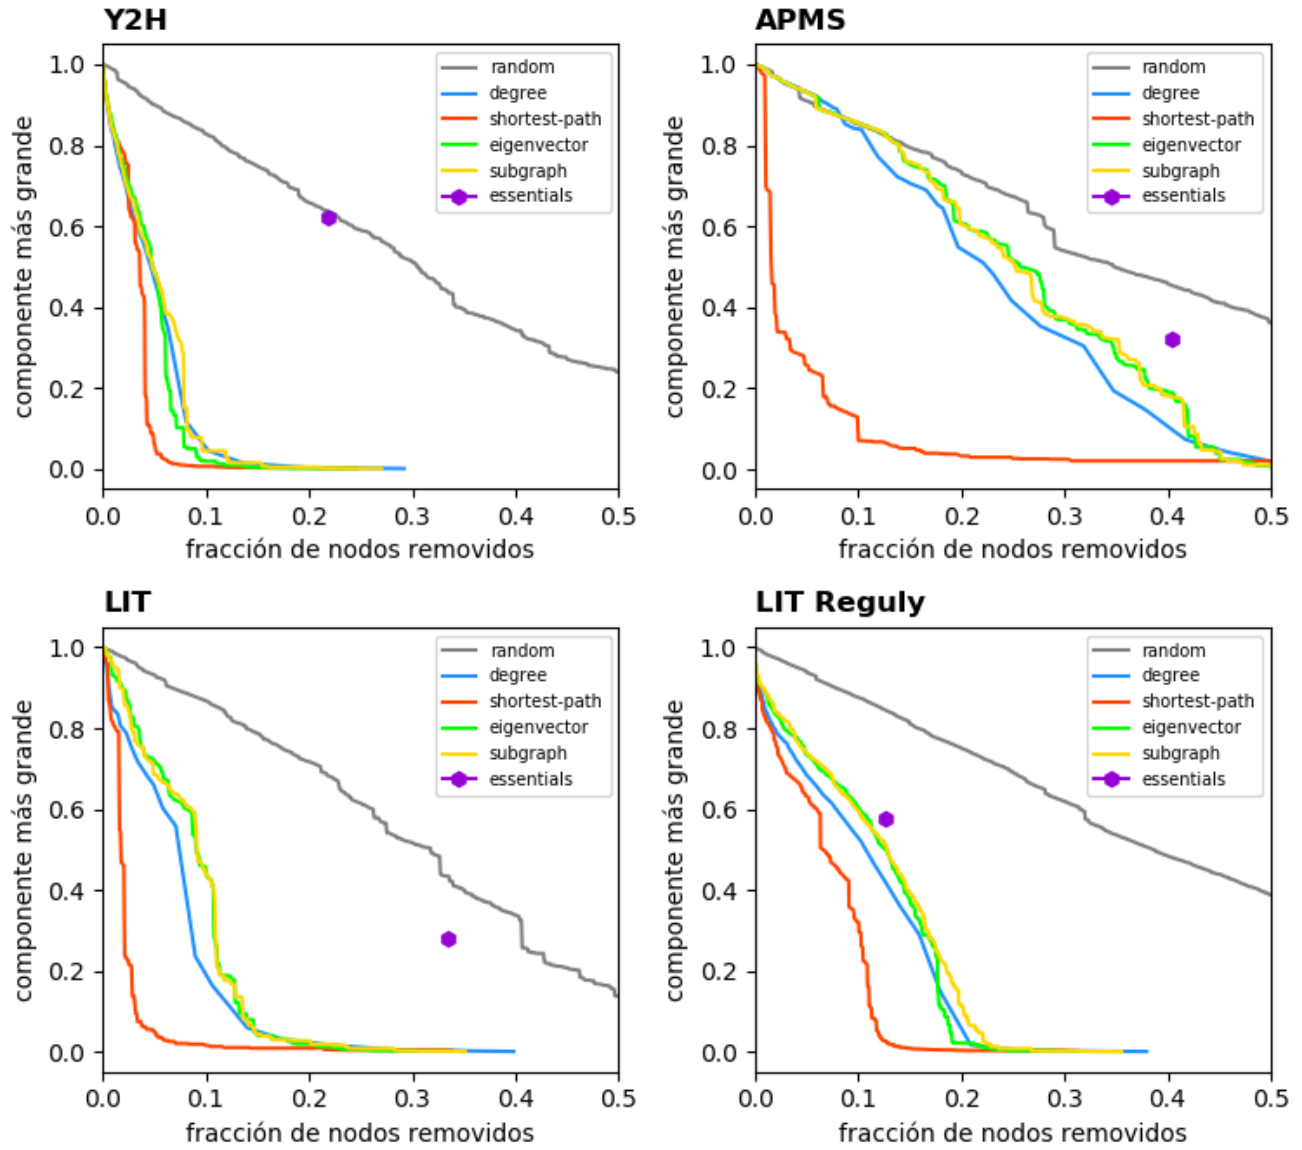 Y2H
1.0
0.8
0.6
0.4
0.2
0.0
componente más grande
random
degree
shortest-path
eigenvector
subgraph
essentials
0.0 0.1 0.2 0.3 0.4 0.5
fracción de nodos removidos
APMS
1.0
0.8
0.6
0.4
0.2
0.0
componente más grande
random
degree
shortest-path
eigenvector
subgraph
essentials
0.0 0.1 0.2 0.3 0.4 0.5
fracción de nodos removidos
LIT
1.0
0.8
0.6
0.4
0.2
0.0
componente más grande
random
degree
shortest-path
eigenvector
subgraph
essentials
0.0 0.1 0.2 0.3 0.4 0.5
fracción de nodos removidos
LIT Reguly
1.0
0.8
0.6
0.4
0.2
0.0
componente más grande
random
degree
shortest-path
eigenvector
subgraph
essentials
0.0 0.1 0.2 0.3 0.4 0.5
fracción de nodos removidos